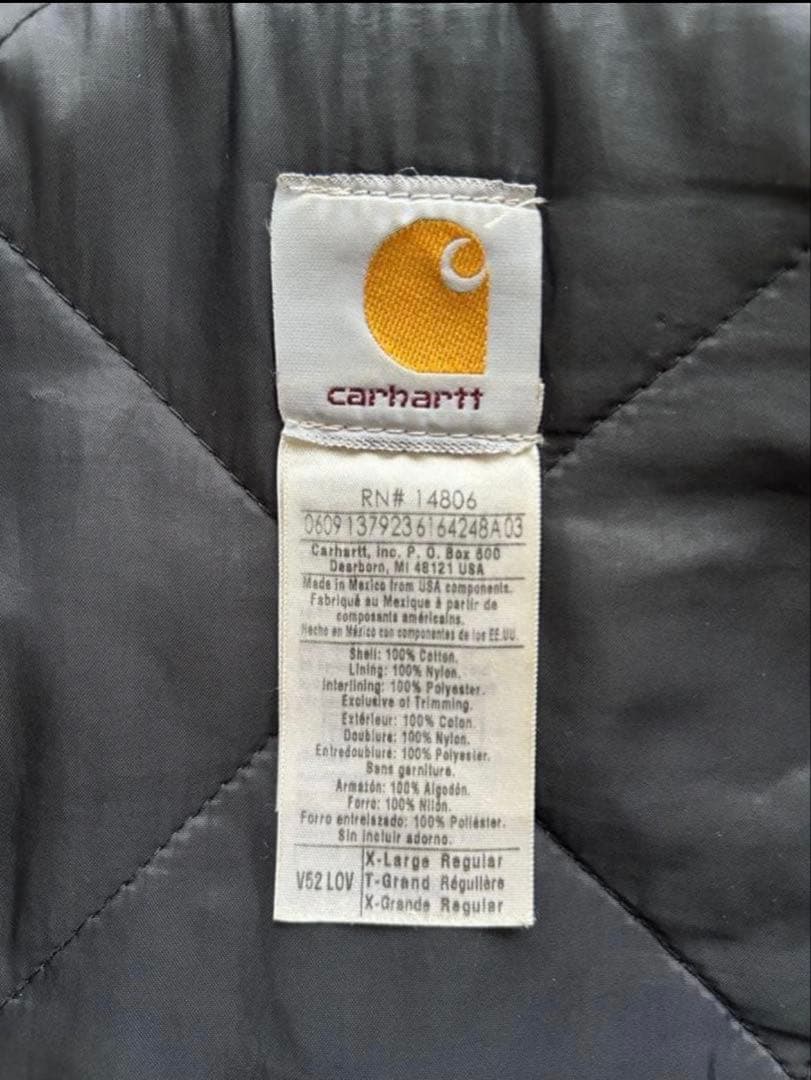 carhartt
RN# 14806
0609137923616​4248A03
Carhartt, Inc. P. O. Box 600
Dearborn, MI 48121 USA
Made in Mexico from USA components.
Fabriqué au Mexique à partir de
composants américains.
Hecho en México con componentes de los EE.UU.
Shell: 100% Cotton.
Lining: 100% Nylon.
Interlining: 100% Polyester.
Exclusive of Trimming.
Extérieur: 100% Coton.
Doublure: 100% Nylon.
Entredoublure: 100% Polyester.
Sans garniture.
Armazón: 100% Algodón.
Forro: 100% Nilón.
Forro entrelazado: 100% Poliéster.
Sin incluir adorno.
V52 LOV
X-Large Regular
T-Grand Régulière
X-Grande Regular